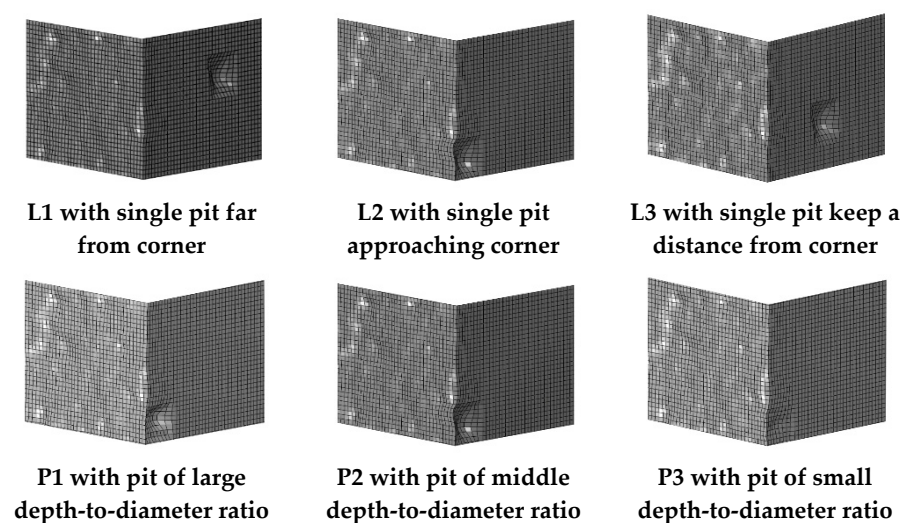 L1 with single pit far
from corner
L2 with single pit
approaching corner
L3 with single pit keep a
distance from corner
P1 with pit of large
depth-to-diameter ratio
P2 with pit of middle
depth-to-diameter ratio
P3 with pit of small
depth-to-diameter ratio